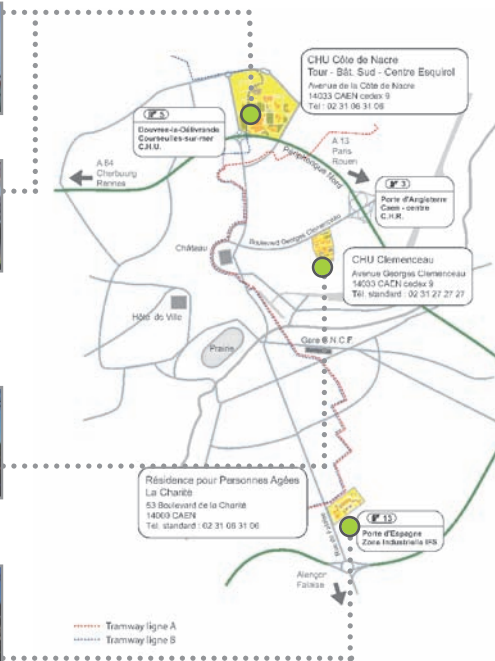 CHU Côte de Nacre
Tour - Bât. Sud - Centre Esquirol
Avenue de la Côte de Nacre
14033 CAEN cedex 9
Tél : 02 31 06 31 06
5
Douvres-la-Délivrande
Courseulles-sur-mer
C.H.U.
A 84
Cherbourg
Rennes
A 13
Paris
Rouen
Périphérique Nord
3
Porte d'Angleterre
Caen - centre
C.H.R.
Boulevard Georges Clemenceau
Château
CHU Clemenceau
Avenue Georges Clemenceau
14033 CAEN cedex 9
Tél. standard : 02 31 27 27 27
Hôtel de Ville
Prairie
Gare S.N.C.F.
Résidence pour Personnes Agées
La Charité
53 Boulevard de la Charité
14000 CAEN
Tél. standard : 02 31 06 31 06
13
Porte d'Espagne
Zone Industrielle IFS
Rue de Falaise
Alençon
Falaise
Tramway ligne A
Tramway ligne B